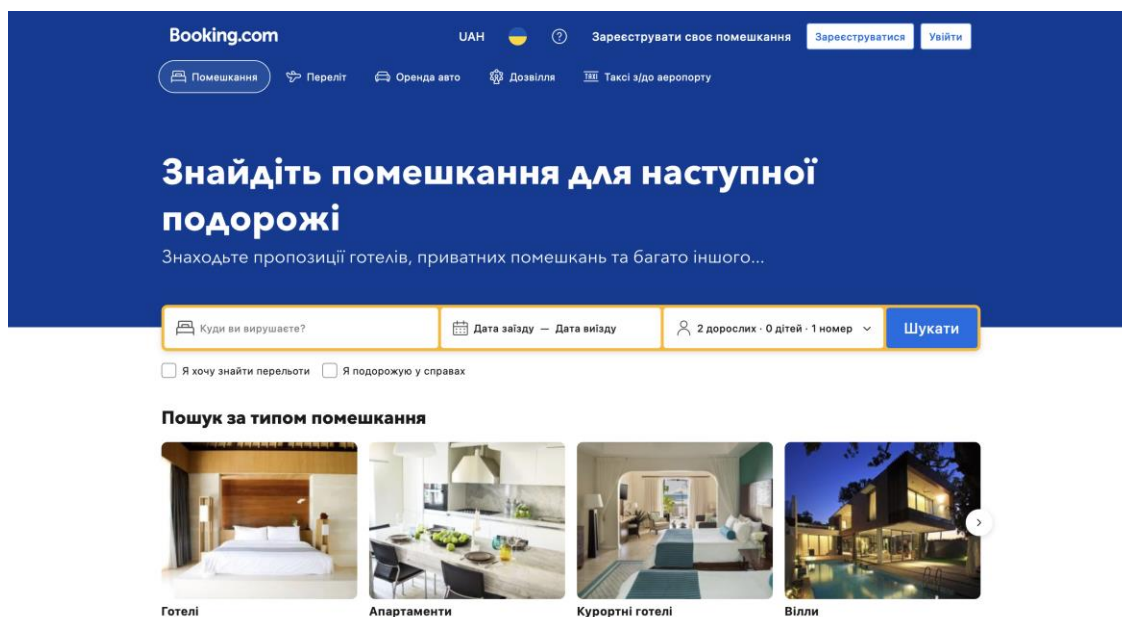 Booking.com
UAH
Зареєструвати своє помешкання
Зареєструватися
Увійти
Помешкання
Переліт
Оренда авто
Дозвілля
TAXI Таксі з/до аеропорту
Знайдіть помешкання для наступної
подорожі
Знаходьте пропозиції готелів, приватних помешкань та багато іншого...
Куди ви вирушаєте?
Дата заїзду — Дата виїзду
2 дорослих · 0 дітей · 1 номер
Шукати
Я хочу знайти перельоти
Я подорожую у справах
Пошук за типом помешкання
Готелі
Апартаменти
Курортні готелі
Вілли